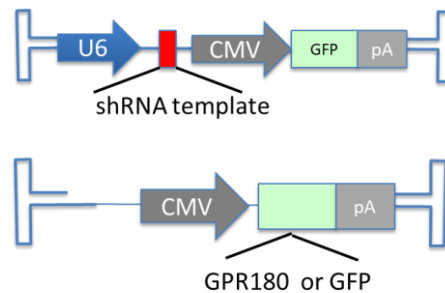 U6 CMV GFP pA
shRNA template
CMV pA
GPR180 or GFP